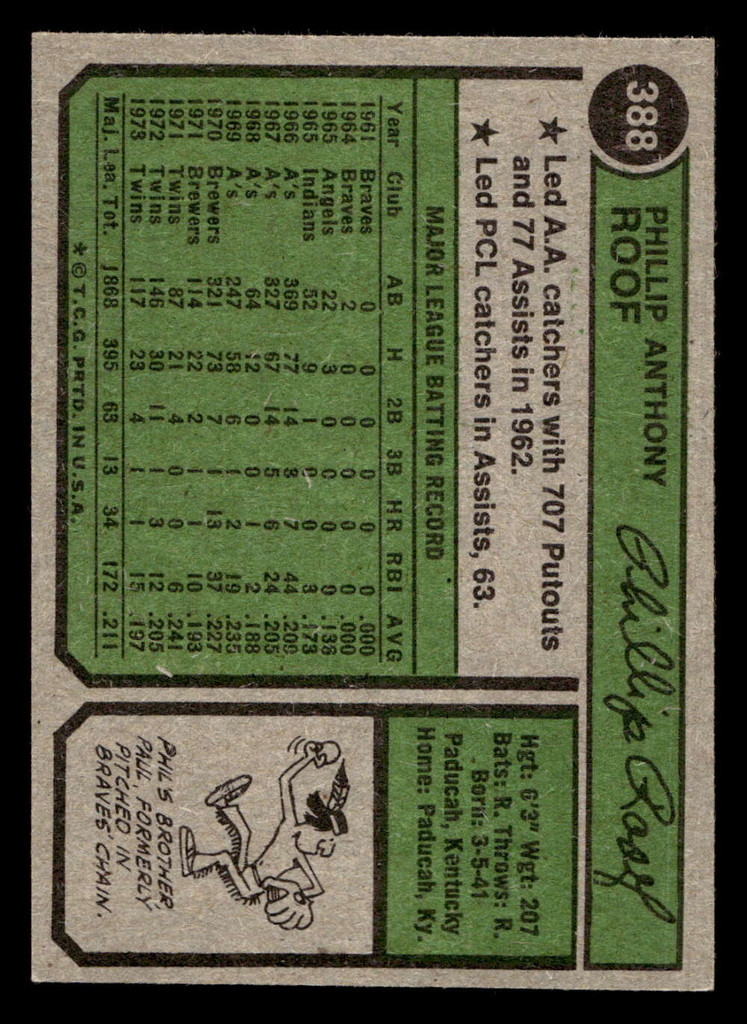 388
PHILLIP ANTHONY
ROOF
Phillip Roof
★ Led A.A. catchers with 707 Putouts
and 77 Assists in 1962.
★ Led PCL catchers in Assists, 63.
MAJOR LEAGUE BATTING RECORD
Year Club AB H 2B 3B HR RBI AVG
1961 Braves 0 0 0 0 0 0 .000
1964 Braves 2 0 0 0 0 0 .000
1965 Angels 22 3 0 0 0 0 .136
1965 Indians 52 9 1 0 0 3 .173
1966 A's 369 77 14 3 7 44 .209
1967 A's 327 67 14 5 6 24 .205
1968 A's 64 12 0 0 1 2 .188
1969 A's 247 58 6 1 2 19 .235
1970 Brewers 321 73 7 1 13 37 .227
1971 Brewers 114 22 2 1 1 10 .193
1971 Twins 87 21 4 0 0 6 .241
1972 Twins 146 30 11 1 3 12 .205
1973 Twins 117 23 4 1 1 15 .197
Maj. Lea. Tot. 1868 395 63 13 34 172 .211
* © T.C.G. PRTD. IN U.S.A.
Hgt: 6'3" Wgt: 207
Bats: R. Throws: R.
Born: 3-5-41
Paducah, Kentucky
Home: Paducah, Ky.
PHIL'S BROTHER,
PAUL, FORMERLY
PITCHED IN
BRAVES' CHAIN.